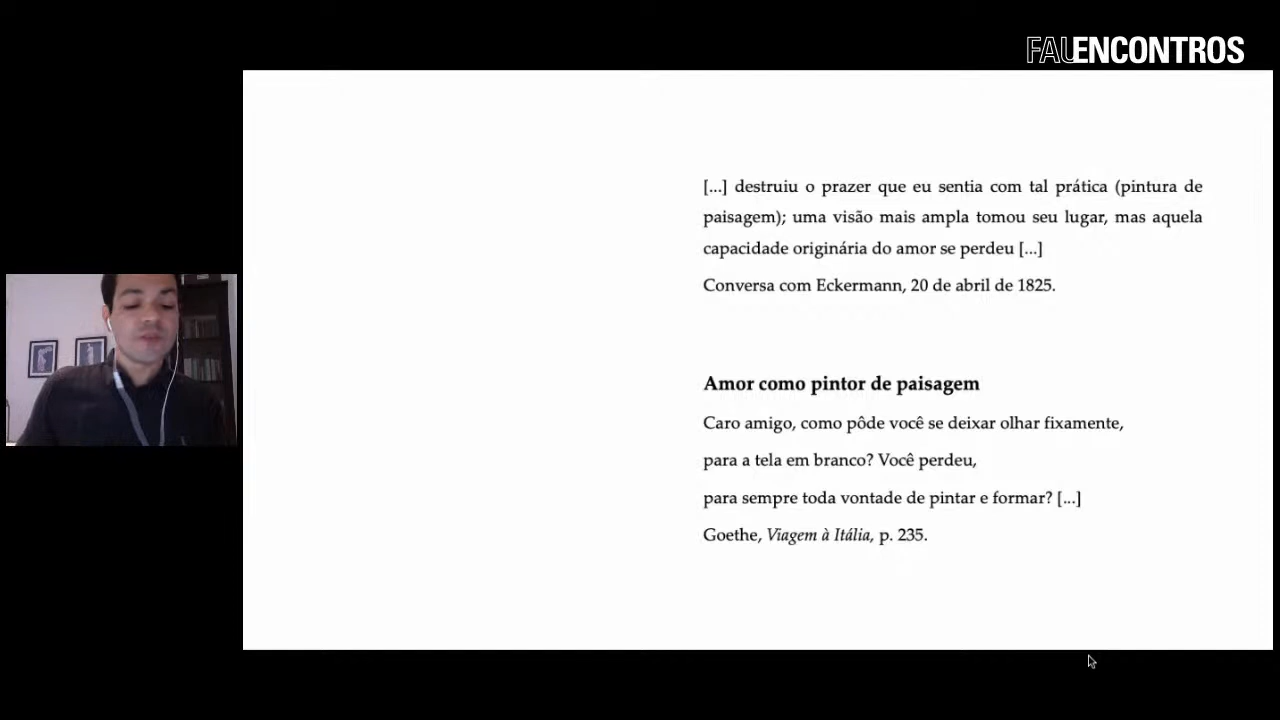 FALENCONTROS
[...] destruiu o prazer que eu sentia com tal prática (pintura de
paisagem); uma visão mais ampla tomou seu lugar, mas aquela
capacidade originária do amor se perdeu [...]
Conversa com Eckermann, 20 de abril de 1825.
Amor como pintor de paisagem
Caro amigo, como pôde você se deixar olhar fixamente,
para a tela em branco? Você perdeu,
para sempre toda vontade de pintar e formar? [...]
Goethe, Viagem à Itália, p. 235.